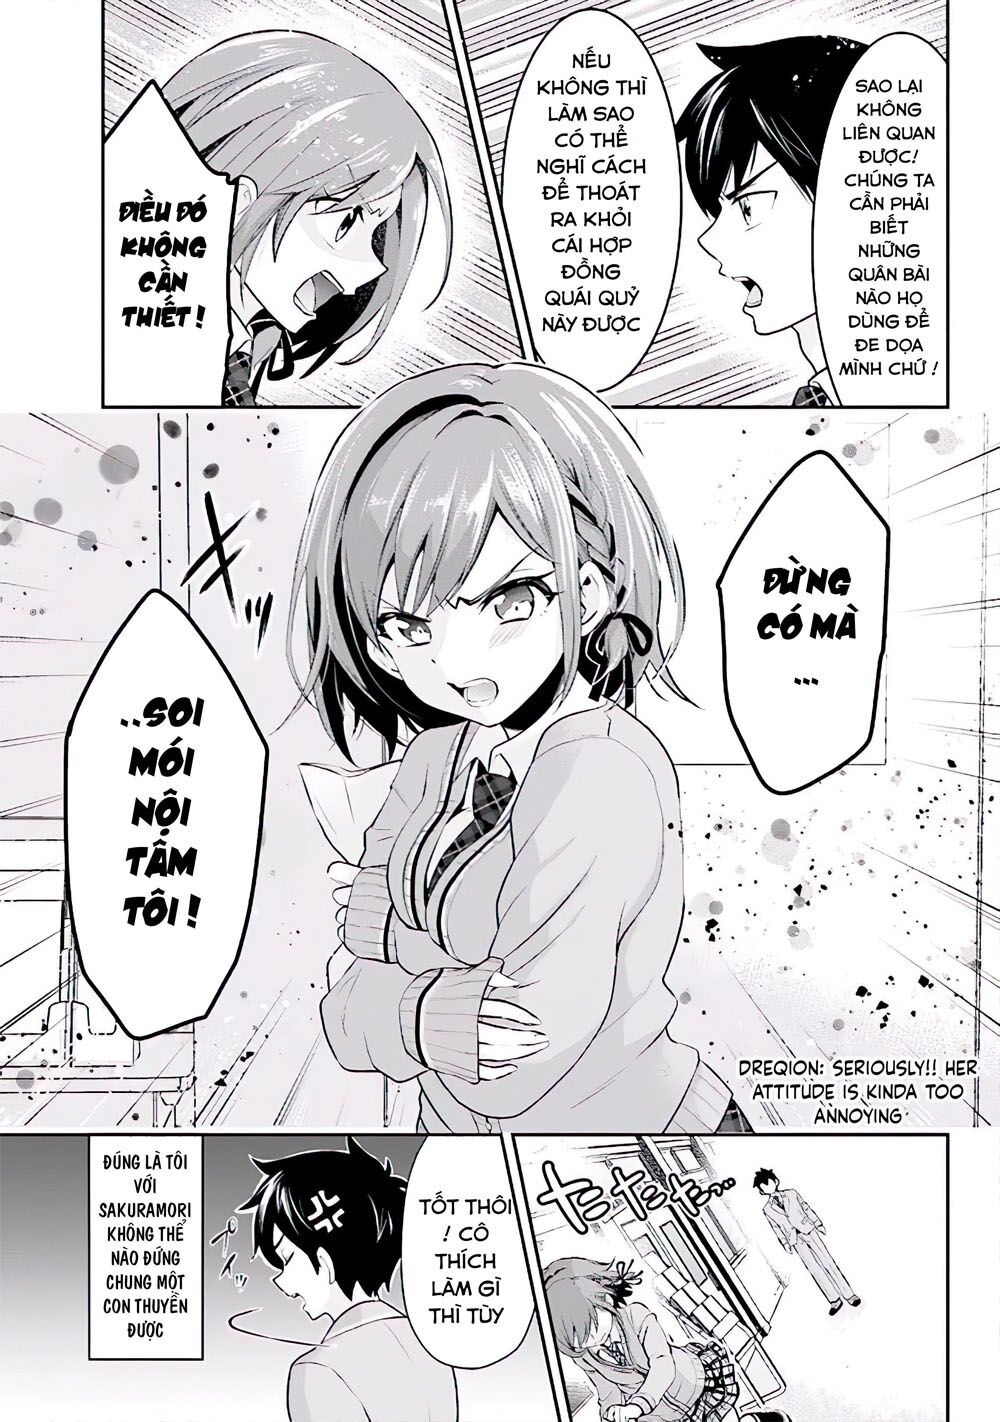 SAO LẠI
KHÔNG
LIÊN QUAN
ĐƯỢC!
CHÚNG TA
CẦN PHẢI
BIẾT
NHỮNG
QUÂN BÀI
NÀO HỌ
DÙNG ĐỂ
ĐE DỌA
MÌNH CHỨ !
NẾU
KHÔNG THÌ
LÀM SAO
CÓ THỂ
NGHĨ CÁCH
ĐỂ THOÁT
RA KHỎI
CÁI HỢP
ĐỒNG
QUÁI QUỶ
NÀY ĐƯỢC
ĐIỀU ĐÓ
KHÔNG
CẦN
THIẾT !
ĐỪNG
CÓ MÀ
...
..SOI
MÓI
NỘI
TÂM
TÔI !
DREQION: SERIOUSLY!! HER
ATTITUDE IS KINDA TOO
ANNOYING
たたたっ
TỐT THÔI
! CÔ
THÍCH
LÀM GÌ
THÌ TÙY
ĐÚNG LÀ TÔI
VỚI
SAKURAMORI
KHÔNG THỂ
NÀO ĐỨNG
CHUNG MỘT
CON THUYỀN
ĐƯỢC